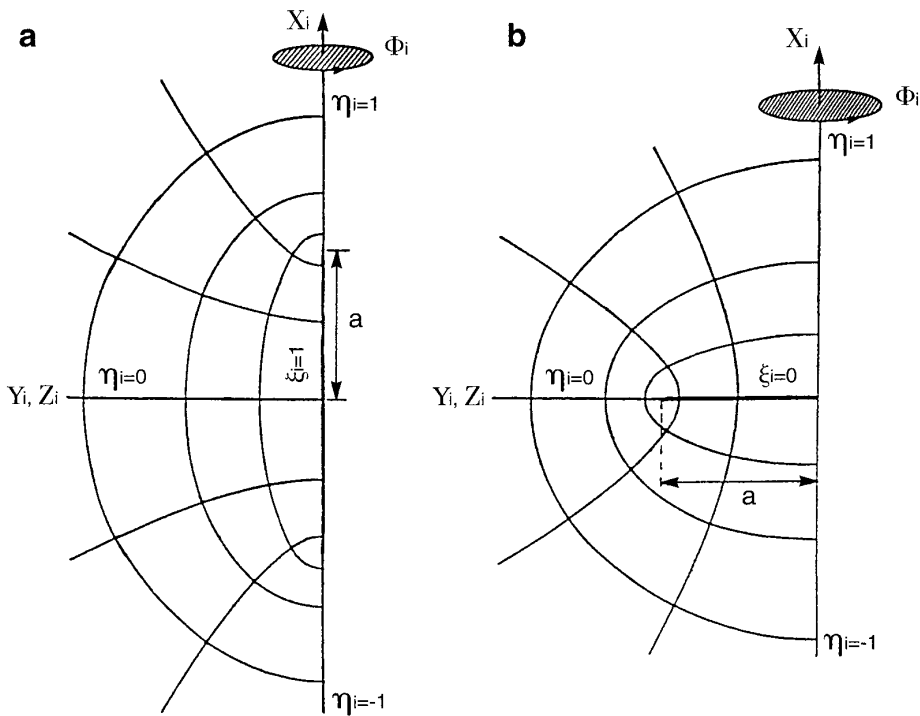 a
Xi
Φi
ηi=1
a
ξi=1
ηi=0
Yi, Zi
ηi=-1
b
Xi
Φi
ηi=1
ξi=0
ηi=0
Yi, Zi
a
ηi=-1